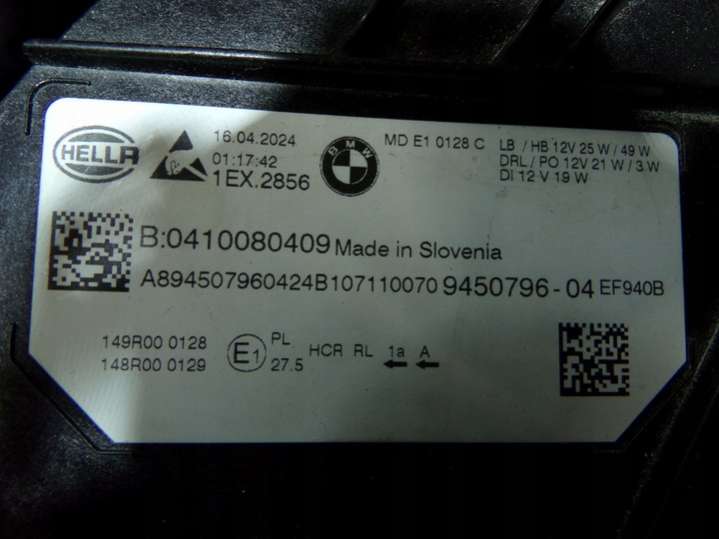 HELLA
16.04.2024
01:17:42
1EX.2856
BMW
MD E1 0128 C
LB / HB 12V 25 W / 49 W
DRL / PO 12V 21 W / 3 W
DI 12 V 19 W
B:0410080409 Made in Slovenia
A894507960424B107110070 9450796-04 EF940B
149R00 0128
148R00 0129
E1
PL
27.5
HCR RL 1a A